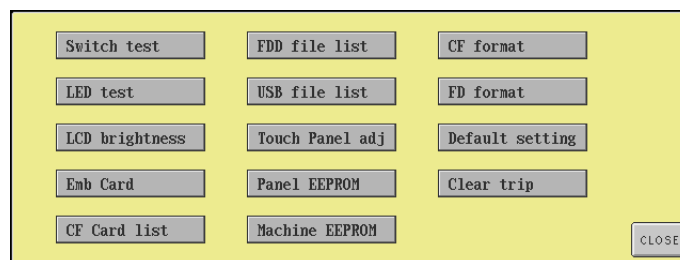 Switch test
FDD file list
CF format
LED test
USB file list
FD format
LCD brightness
Touch Panel adj
Default setting
Emb Card
Panel EEPROM
Clear trip
CF Card list
Machine EEPROM
CLOSE